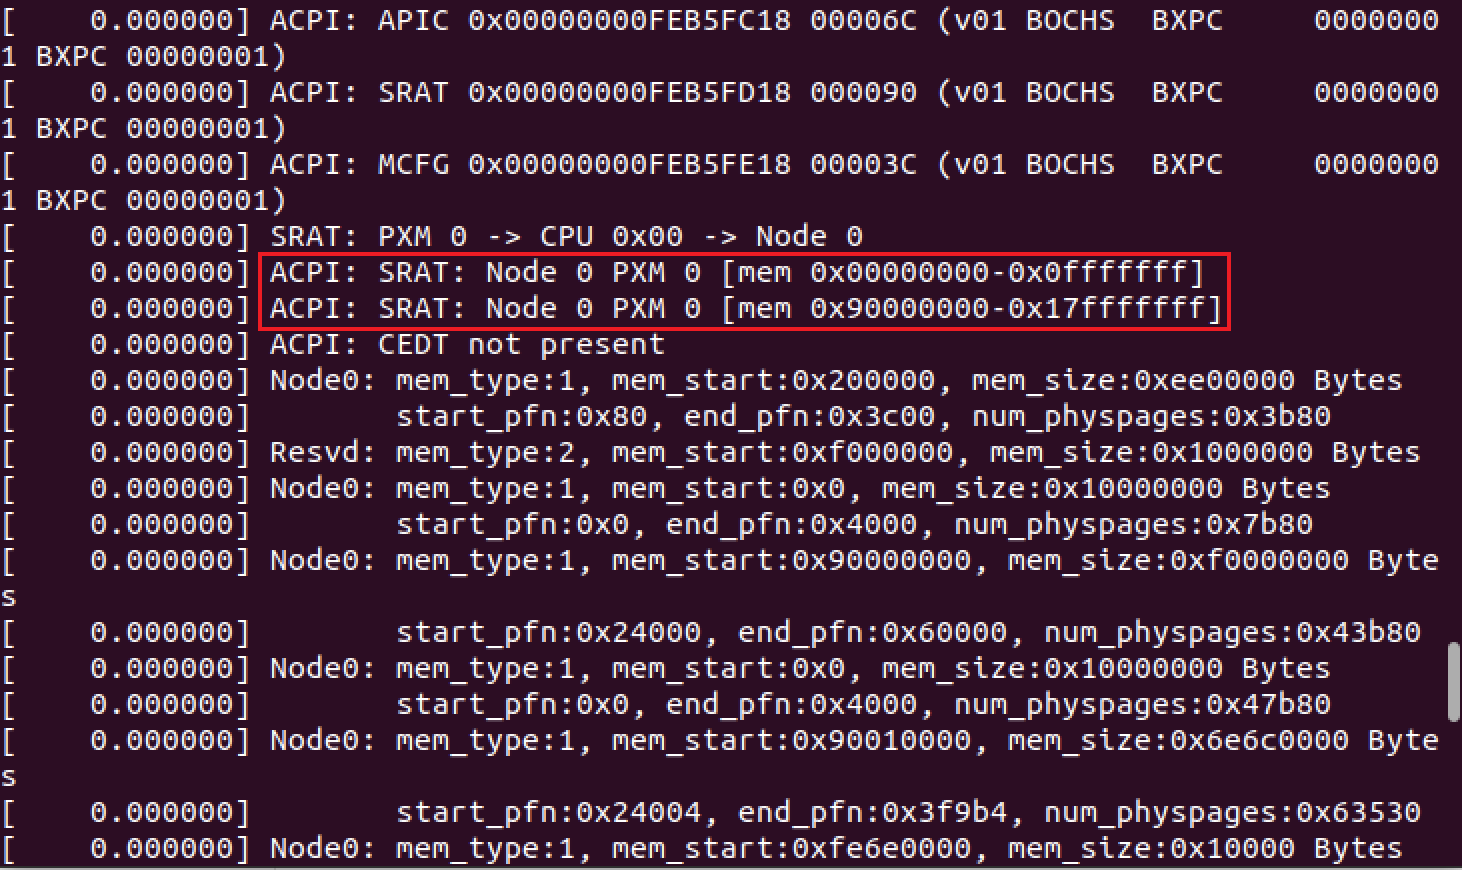 [    0.000000] ACPI: APIC 0x00000000FEB5FC18 00006C (v01 BOCHS  BXPC     0000000
1 BXPC 00000001)
[    0.000000] ACPI: SRAT 0x00000000FEB5FD18 000090 (v01 BOCHS  BXPC     0000000
1 BXPC 00000001)
[    0.000000] ACPI: MCFG 0x00000000FEB5FE18 00003C (v01 BOCHS  BXPC     0000000
1 BXPC 00000001)
[    0.000000] SRAT: PXM 0 -> CPU 0x00 -> Node 0
[    0.000000] ACPI: SRAT: Node 0 PXM 0 [mem 0x00000000-0x0fffffff]
[    0.000000] ACPI: SRAT: Node 0 PXM 0 [mem 0x90000000-0x17fffffff]
[    0.000000] ACPI: CEDT not present
[    0.000000] Node0: mem_type:1, mem_start:0x200000, mem_size:0xee00000 Bytes
[    0.000000]        start_pfn:0x80, end_pfn:0x3c00, num_physpages:0x3b80
[    0.000000] Resvd: mem_type:2, mem_start:0xf000000, mem_size:0x1000000 Bytes
[    0.000000] Node0: mem_type:1, mem_start:0x0, mem_size:0x10000000 Bytes
[    0.000000]        start_pfn:0x0, end_pfn:0x4000, num_physpages:0x7b80
[    0.000000] Node0: mem_type:1, mem_start:0x90000000, mem_size:0xf0000000 Byte
s
[    0.000000]        start_pfn:0x24000, end_pfn:0x60000, num_physpages:0x43b80
[    0.000000] Node0: mem_type:1, mem_start:0x0, mem_size:0x10000000 Bytes
[    0.000000]        start_pfn:0x0, end_pfn:0x4000, num_physpages:0x47b80
[    0.000000] Node0: mem_type:1, mem_start:0x90010000, mem_size:0x6e6c0000 Byte
s
[    0.000000]        start_pfn:0x24004, end_pfn:0x3f9b4, num_physpages:0x63530
[    0.000000] Node0: mem_type:1, mem_start:0xfe6e0000, mem_size:0x10000 Bytes